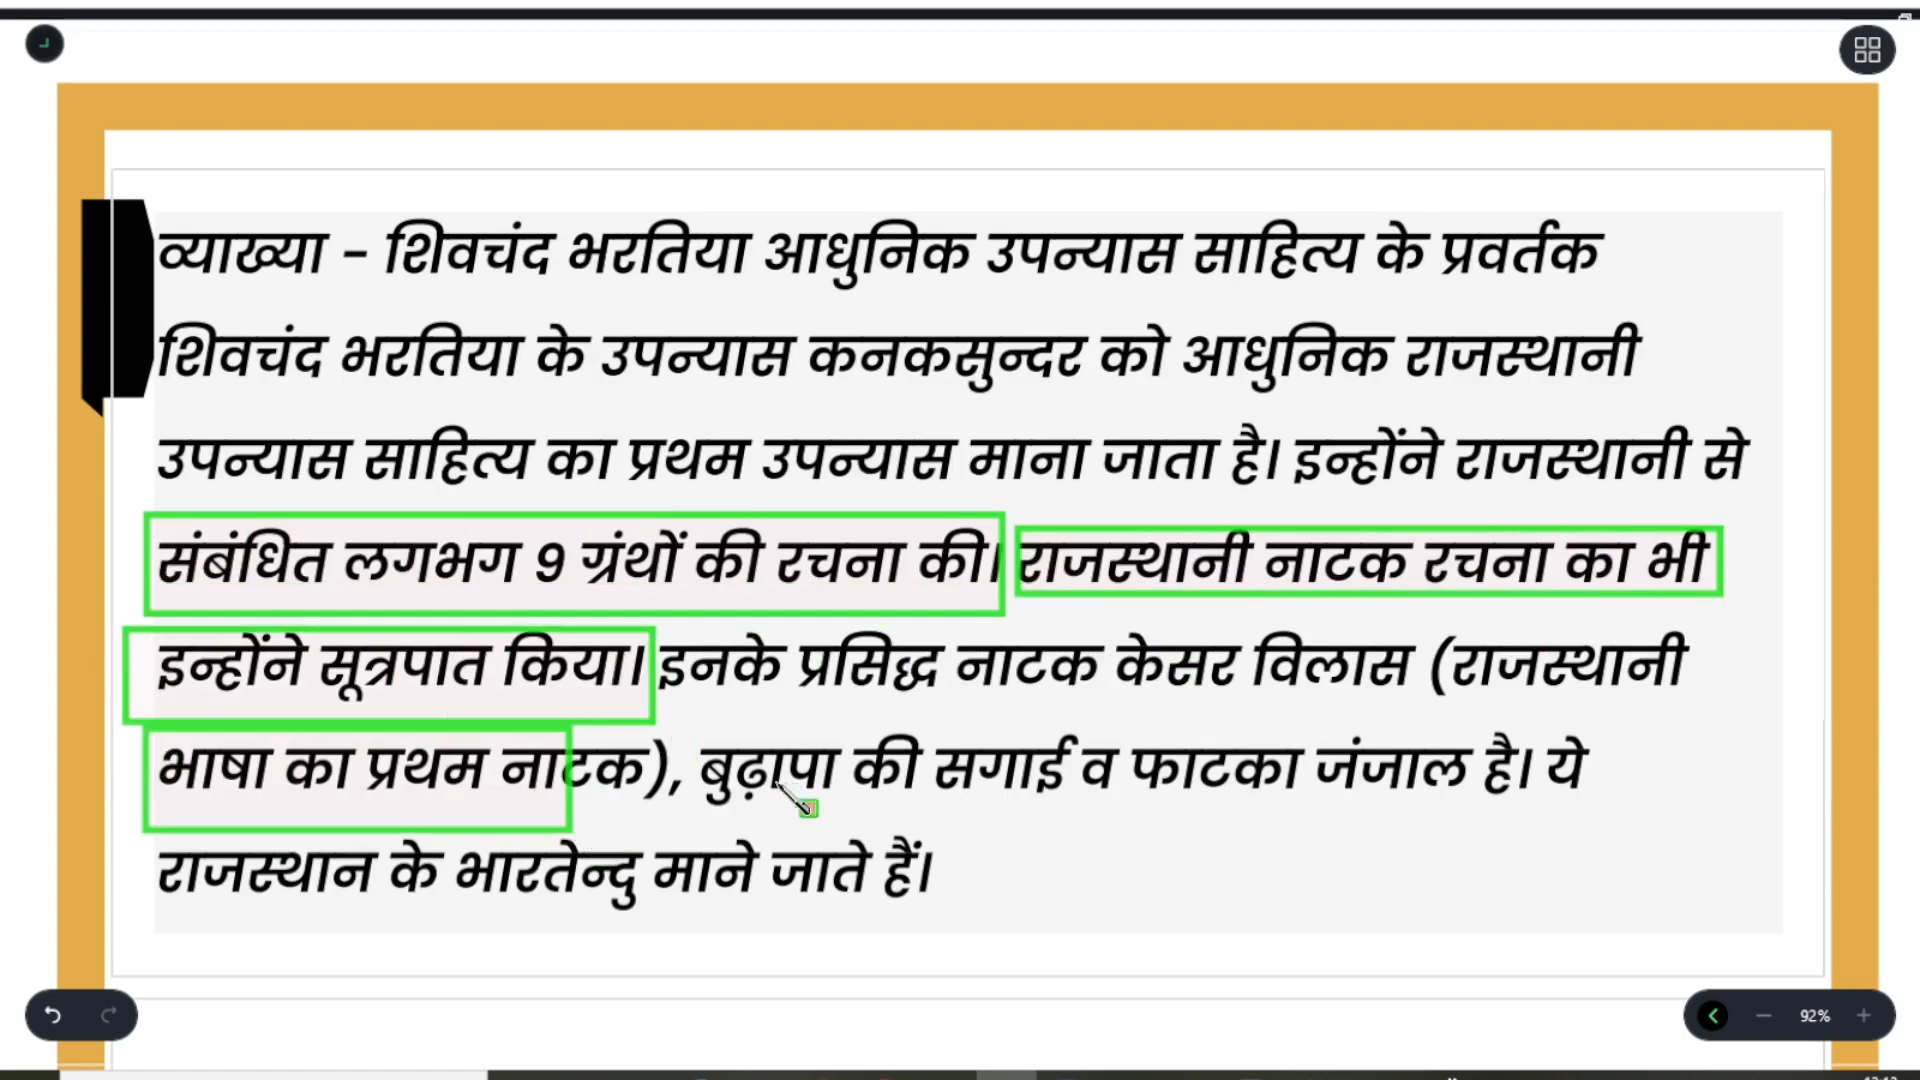 व्याख्या - शिवचंद भरतिया आधुनिक उपन्यास साहित्य के प्रवर्तक
शिवचंद भरतिया के उपन्यास कनकसुन्दर को आधुनिक राजस्थानी
उपन्यास साहित्य का प्रथम उपन्यास माना जाता है। इन्होंने राजस्थानी से
संबंधित लगभग 9 ग्रंथों की रचना की। राजस्थानी नाटक रचना का भी
इन्होंने सूत्रपात किया। इनके प्रसिद्ध नाटक केसर विलास (राजस्थानी
भाषा का प्रथम नाटक), बुढ़ापा की सगाई व फाटका जंजाल है। ये
राजस्थान के भारतेन्दु माने जाते हैं।
92%